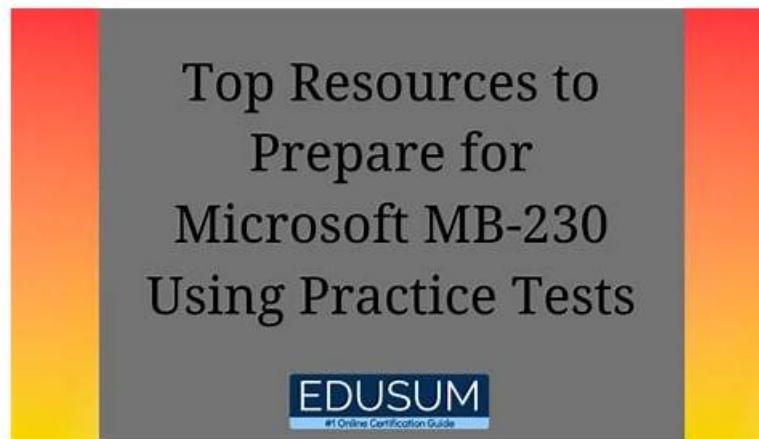 Top Resources to
Prepare for
Microsoft MB-230
Using Practice Tests
EDUSUM
#1 Online Certification Guide